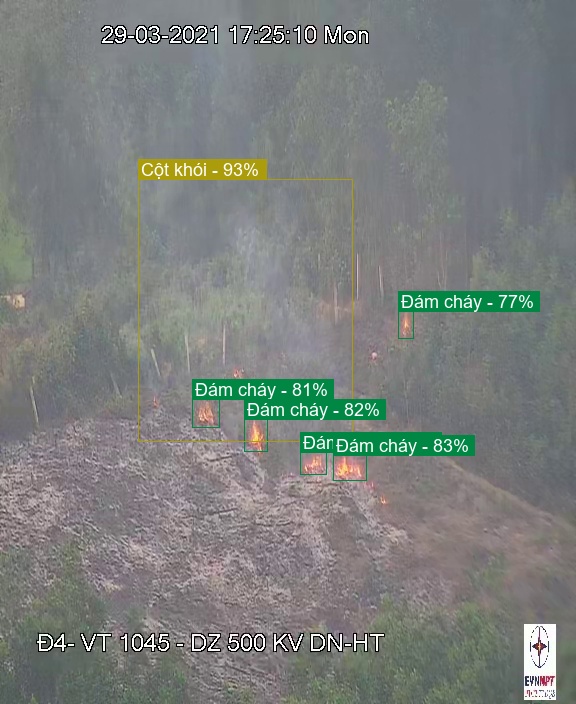 29-03-2021 17:25:10 Mon
Cột khói - 93%
Đám cháy - 77%
Đám cháy - 81%
Đám cháy - 82%
Đám cháy - 83%
Đ4- VT 1045 - DZ 500 KV DN-HT
EVNNPT